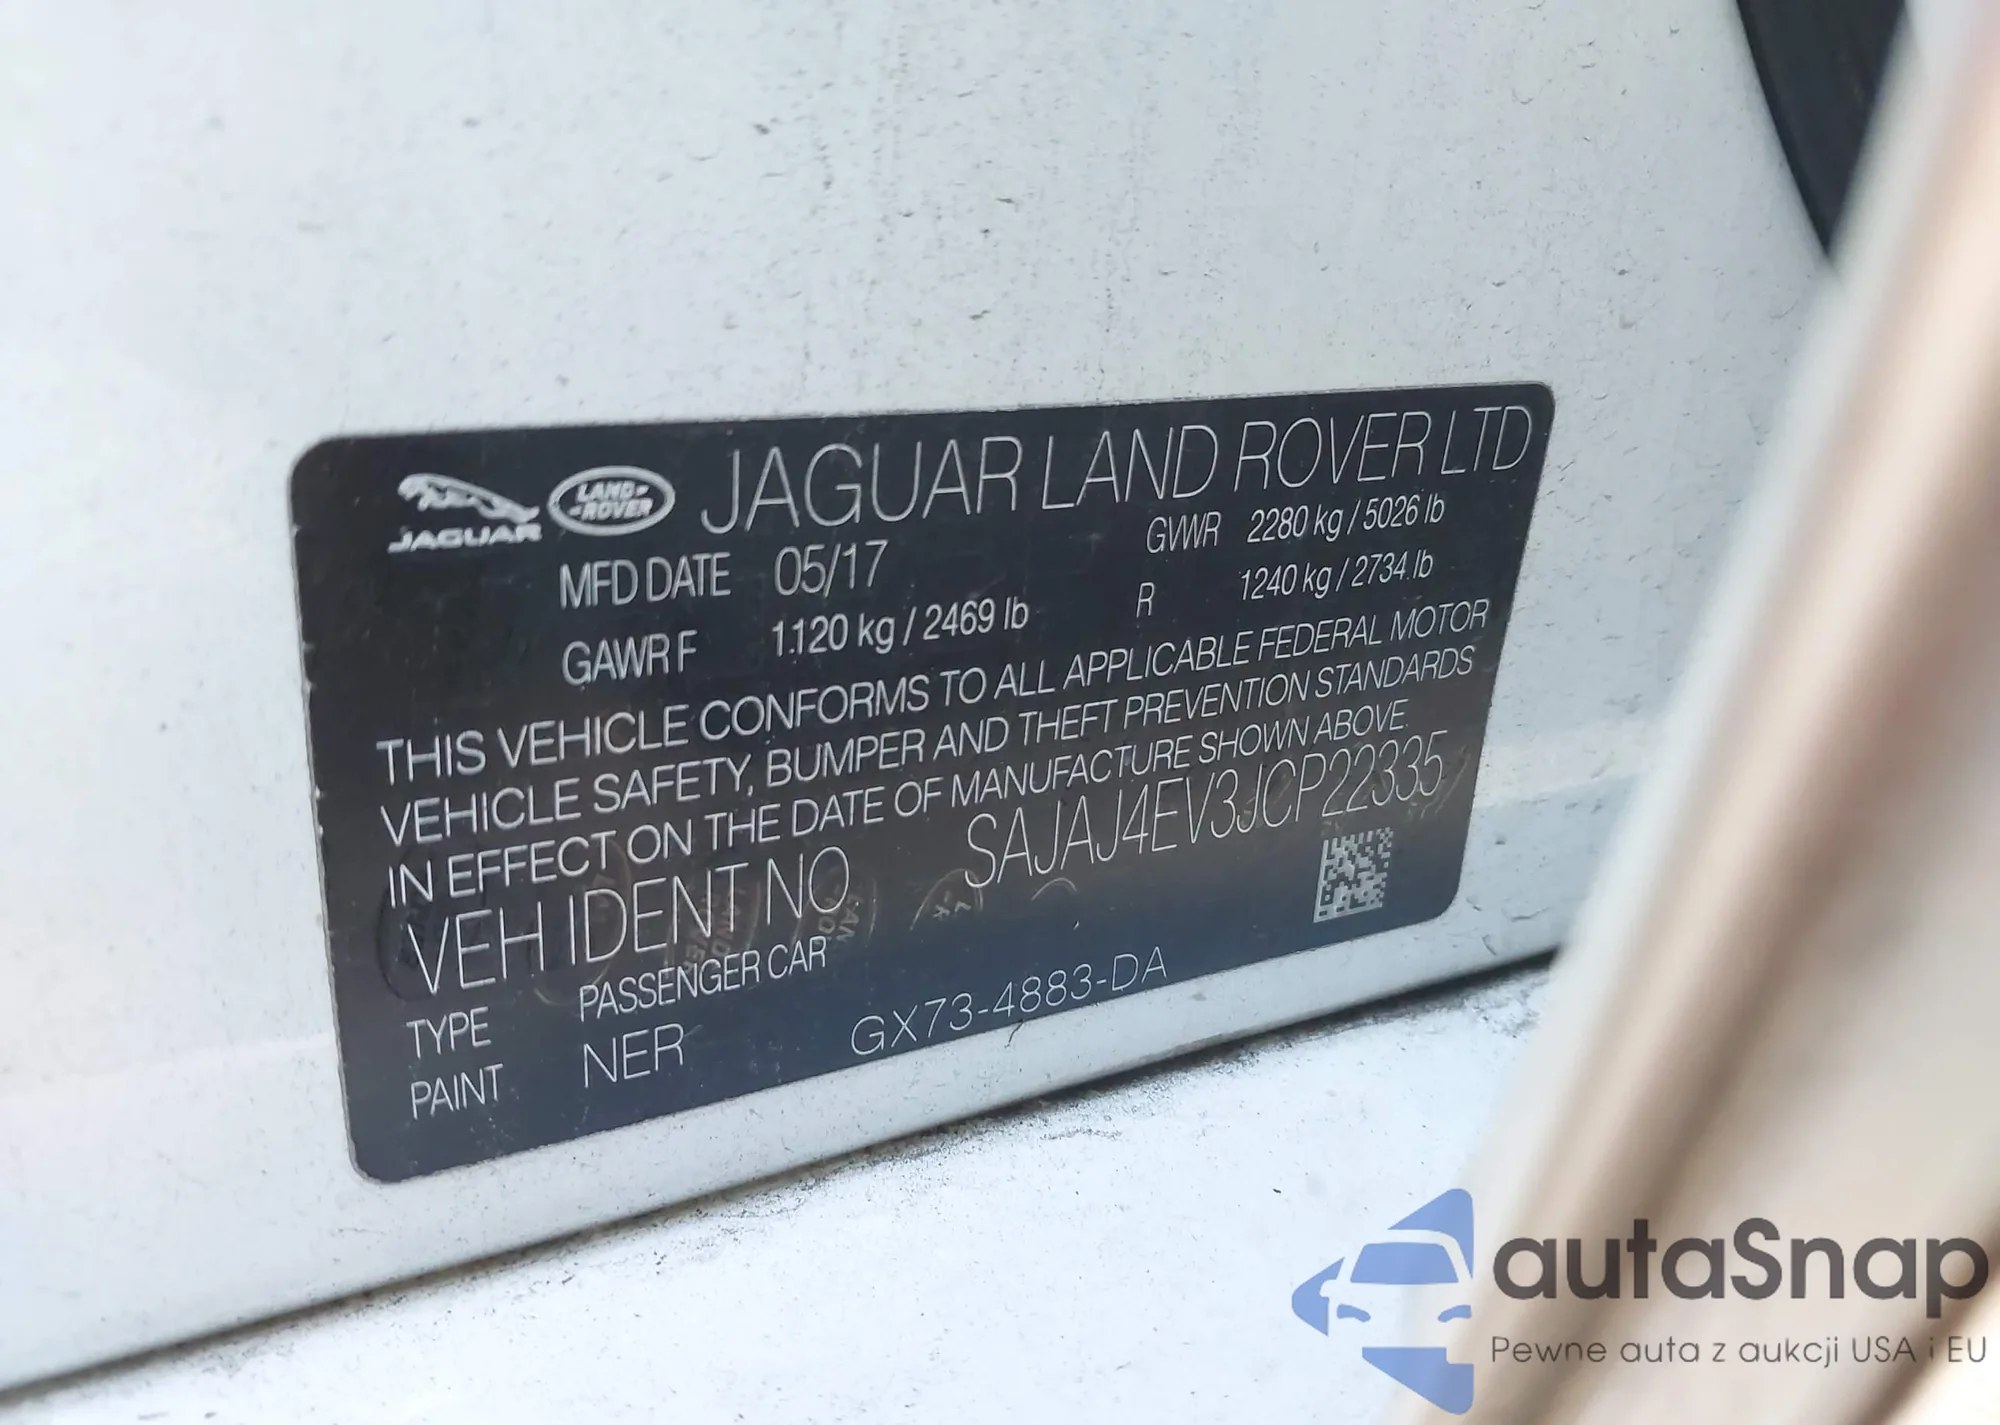 JAGUAR
LAND-
-ROVER
JAGUAR LAND ROVER LTD
MFD DATE 05/17 GVWR 2280 kg / 5026 lb
GAWR F 1120 kg / 2469 lb R 1240 kg / 2734 lb
THIS VEHICLE CONFORMS TO ALL APPLICABLE FEDERAL MOTOR
VEHICLE SAFETY, BUMPER AND THEFT PREVENTION STANDARDS
IN EFFECT ON THE DATE OF MANUFACTURE SHOWN ABOVE
VEH IDENT NO SAJAJ4EV3JCP22335
TYPE PASSENGER CAR
PAINT NER GX73-4883-DA
autaSnap
Pewne auta z aukcji USA i EU